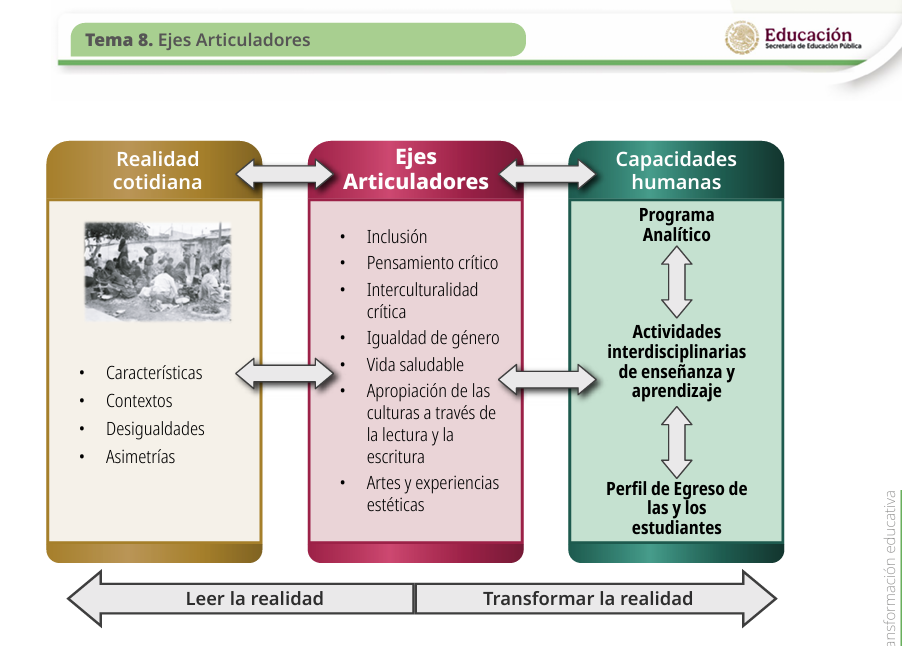 Tema 8. Ejes Articuladores
Educación
Secretaría de Educación Pública
Realidad
cotidiana
• Características
• Contextos
• Desigualdades
• Asimetrías
Ejes
Articuladores
• Inclusión
• Pensamiento crítico
• Interculturalidad
crítica
• Igualdad de género
• Vida saludable
• Apropiación de las
culturas a través de
la lectura y la
escritura
• Artes y experiencias
estéticas
Capacidades
humanas
Programa
Analítico
Actividades
interdisciplinarias
de enseñanza y
aprendizaje
Perfil de Egreso de
las y los
estudiantes
Leer la realidad
Transformar la realidad
ansformación educativa